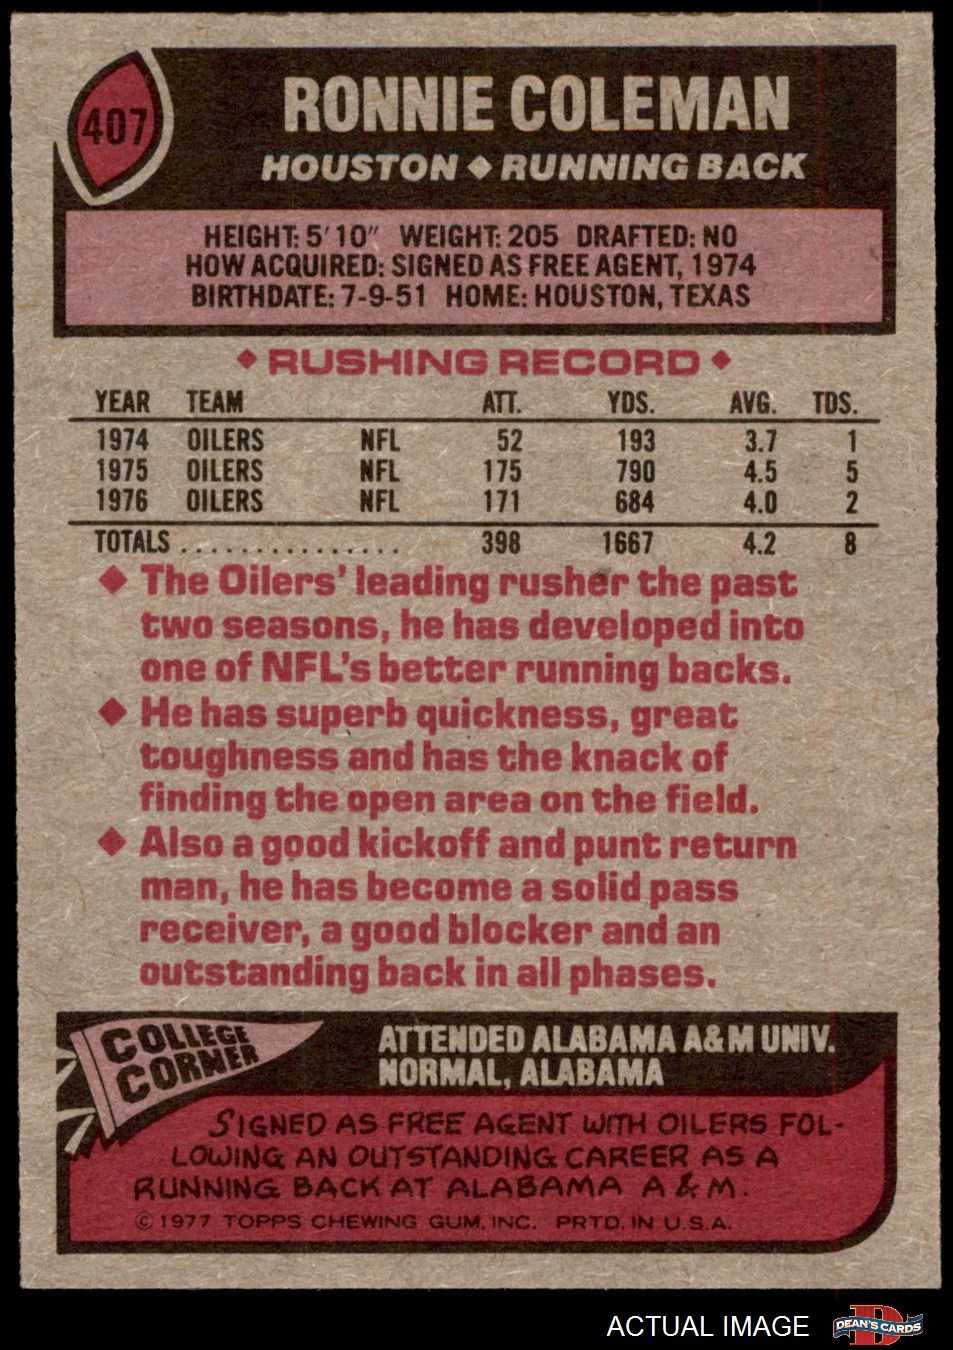 407
RONNIE COLEMAN
HOUSTON ◆ RUNNING BACK
HEIGHT: 5' 10" WEIGHT: 205 DRAFTED: NO
HOW ACQUIRED: SIGNED AS FREE AGENT, 1974
BIRTHDATE: 7-9-51 HOME: HOUSTON, TEXAS
◆ RUSHING RECORD ◆
YEAR TEAM ATT. YDS. AVG. TDS.
1974 OILERS NFL 52 193 3.7 1
1975 OILERS NFL 175 790 4.5 5
1976 OILERS NFL 171 684 4.0 2
TOTALS ................ 398 1667 4.2 8
◆ The Oilers' leading rusher the past
two seasons, he has developed into
one of NFL's better running backs.
◆ He has superb quickness, great
toughness and has the knack of
finding the open area on the field.
◆ Also a good kickoff and punt return
man, he has become a solid pass
receiver, a good blocker and an
outstanding back in all phases.
COLLEGE
CORNER
ATTENDED ALABAMA A&M UNIV.
NORMAL, ALABAMA
SIGNED AS FREE AGENT WITH OILERS FOL-
LOWING AN OUTSTANDING CAREER AS A
RUNNING BACK AT ALABAMA A & M.
© 1977 TOPPS CHEWING GUM, INC. PRTD. IN U.S.A.
ACTUAL IMAGE
D
DEAN'S CARDS